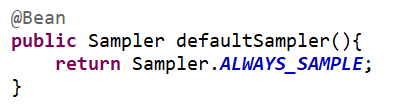 @Bean
public Sampler defaultSampler(){
    return Sampler.ALWAYS_SAMPLE;
}